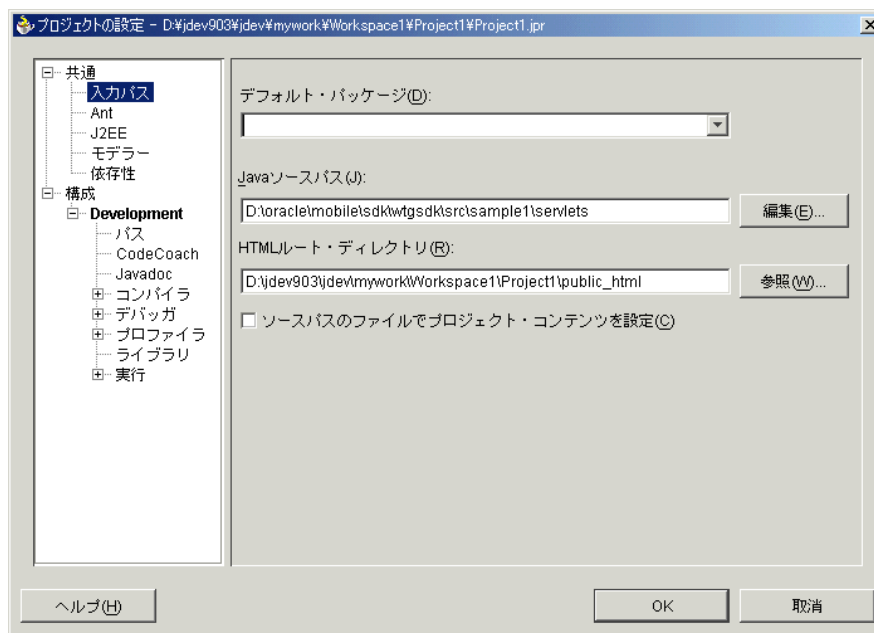 プロジェクトの設定 - D:¥jdev903¥jdev¥mywork¥Workspace1¥Project1¥Project1.jpr
共通
入力パス
Ant
J2EE
モデラー
依存性
構成
Development
パス
CodeCoach
Javadoc
コンパイラ
デバッガ
プロファイラ
ライブラリ
実行
デフォルト・パッケージ(D):
Javaソースパス(J):
D:\oracle\mobile\sdk\wtgsdk\src\sample1\servlets
編集(E)...
HTMLルート・ディレクトリ(R):
D:\jdev903\jdev\mywork\Workspace1\Project1\public_html
参照(W)...
ソースパスのファイルでプロジェクト・コンテンツを設定(C)
ヘルプ(H)
OK
取消